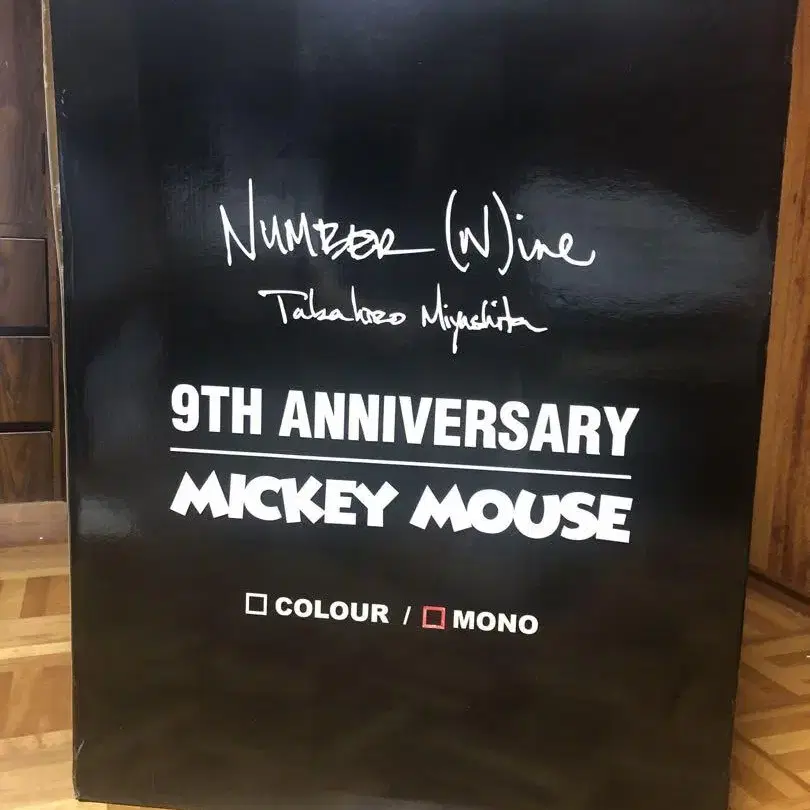 NUMBER (N)ine
Takahiro Miyashita
9TH ANNIVERSARY
MICKEY MOUSE
☐ COLOUR / ☐ MONO